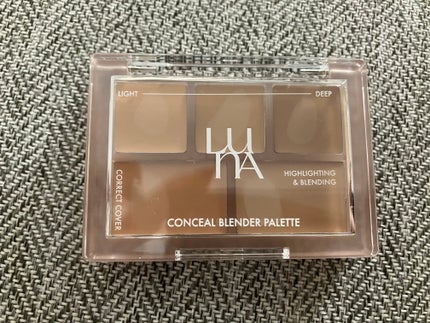 LIGHT
DEEP
LUNA
HIGHLIGHTING
& BLENDING
CORRECT COVER
CONCEAL BLENDER PALETTE